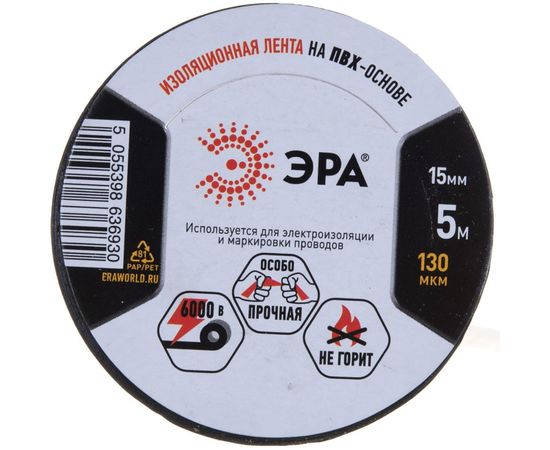 ИЗОЛЯЦИОННАЯ ЛЕНТА НА ПВХ-ОСНОВЕ
ЭРА®
Используется для электроизоляции
и маркировки проводов
15мм
5м
130
МКМ
6000 В
ОСОБО
ПРОЧНАЯ
НЕ ГОРИТ
5 055398 636930
81
PAP/PET
ERAWORLD.RU